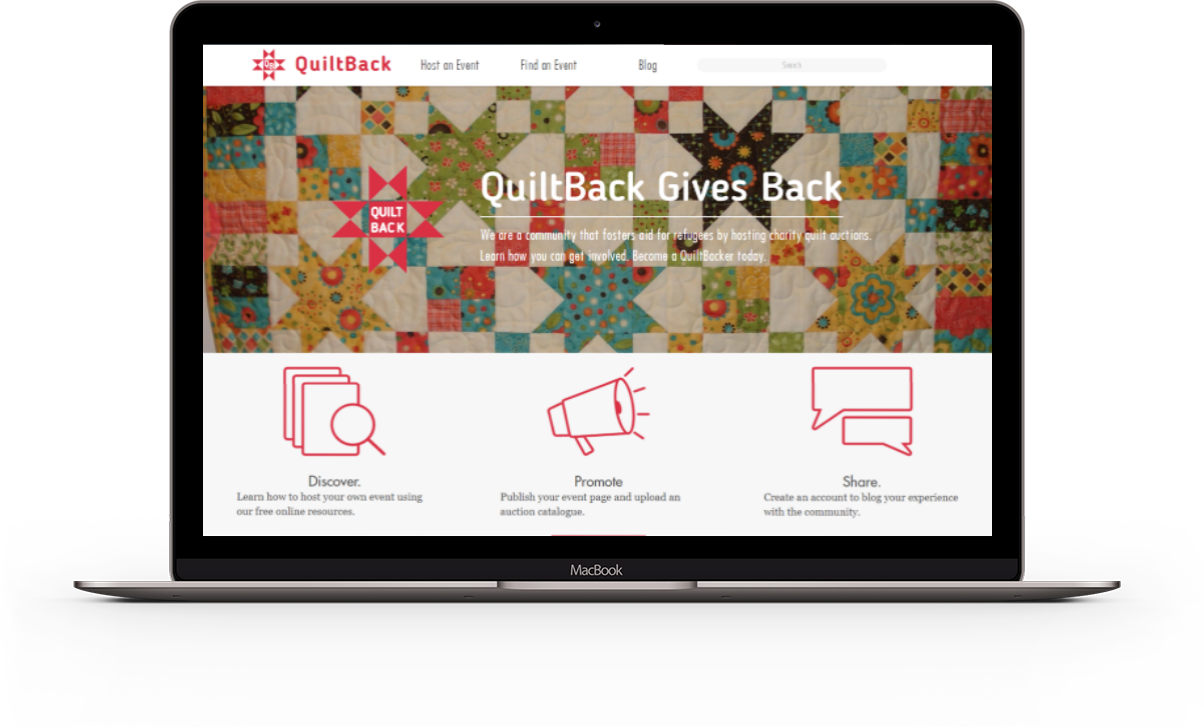 QB QuiltBack Host an Event Find an Event Blog Search
QuiltBack Gives Back
QUILT
BACK
We are a community that fosters aid for refugees by hosting charity quilt auctions.
Learn how you can get involved. Become a QuiltBacker today.
Discover. Promote Share.
Learn how to host your own event using
our free online resources.
Publish your event page and upload an
auction catalogue.
Create an account to blog your experience
with the community.
MacBook